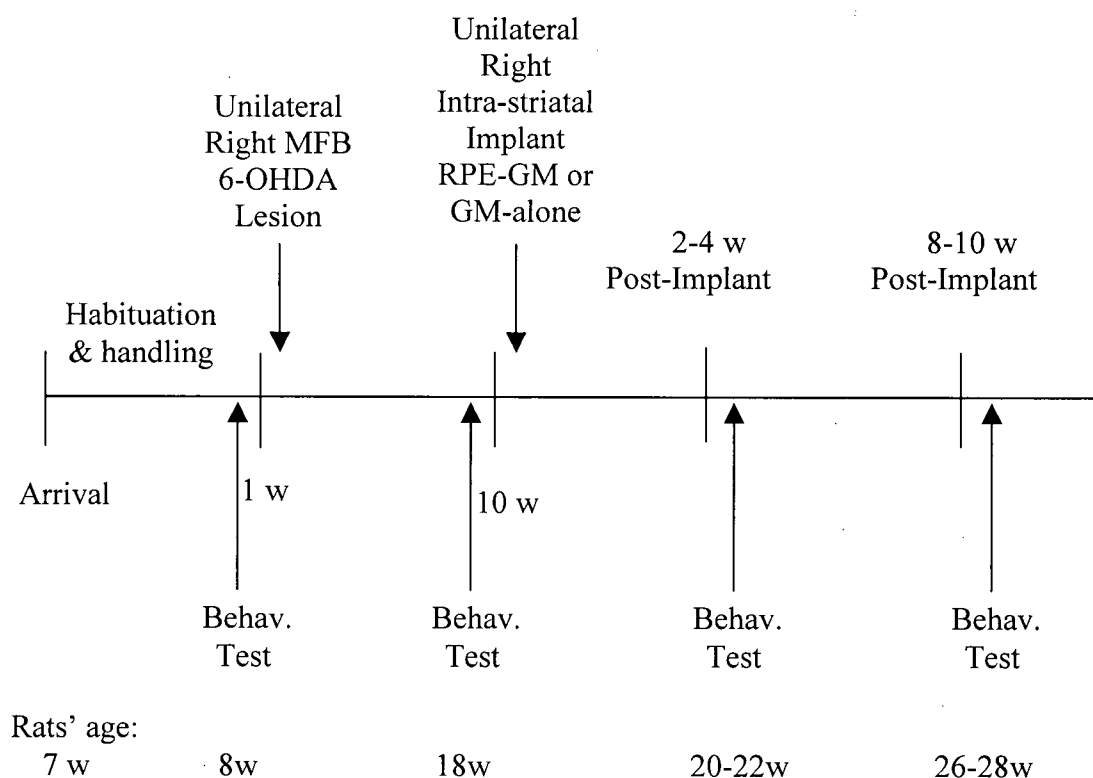 Unilateral
Right
Intra-striatal
Implant
RPE-GM or
GM-alone
Unilateral
Right MFB
6-OHDA
Lesion
2-4 w
Post-Implant
8-10 w
Post-Implant
Habituation
& handling
Arrival
1 w
10 w
Behav.
Test
Behav.
Test
Behav.
Test
Behav.
Test
Rats' age:
7 w 8w 18w 20-22w 26-28w